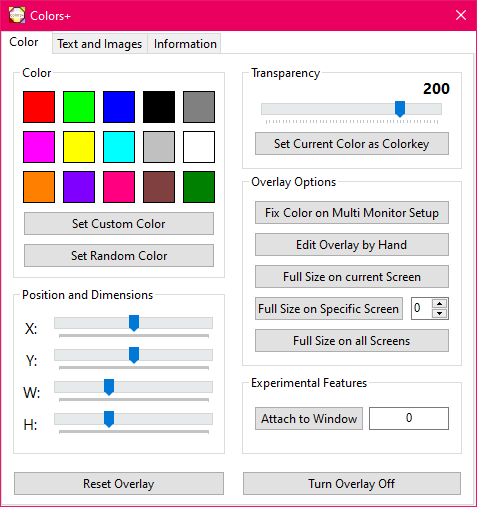 Colors+
Color
Text and Images
Information
Color
Set Custom Color
Set Random Color
Position and Dimensions
X:
Y:
W:
H:
Reset Overlay
Transparency
200
Set Current Color as Colorkey
Overlay Options
Fix Color on Multi Monitor Setup
Edit Overlay by Hand
Full Size on current Screen
Full Size on Specific Screen
0
Full Size on all Screens
Experimental Features
Attach to Window
0
Turn Overlay Off